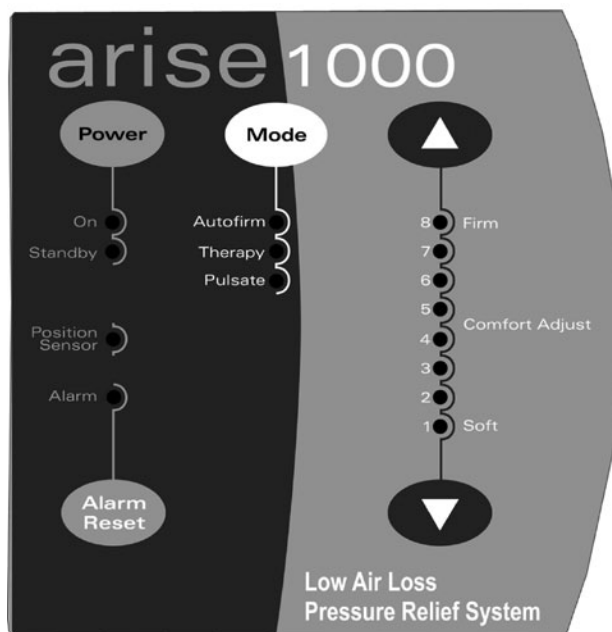 arise 1000
Power
Mode
On
Standby
Position
Sensor
Alarm
Alarm
Reset
Autofirm
Therapy
Pulsate
8 Firm
7
6
5
Comfort Adjust
4
3
2
1 Soft
Low Air Loss
Pressure Relief System